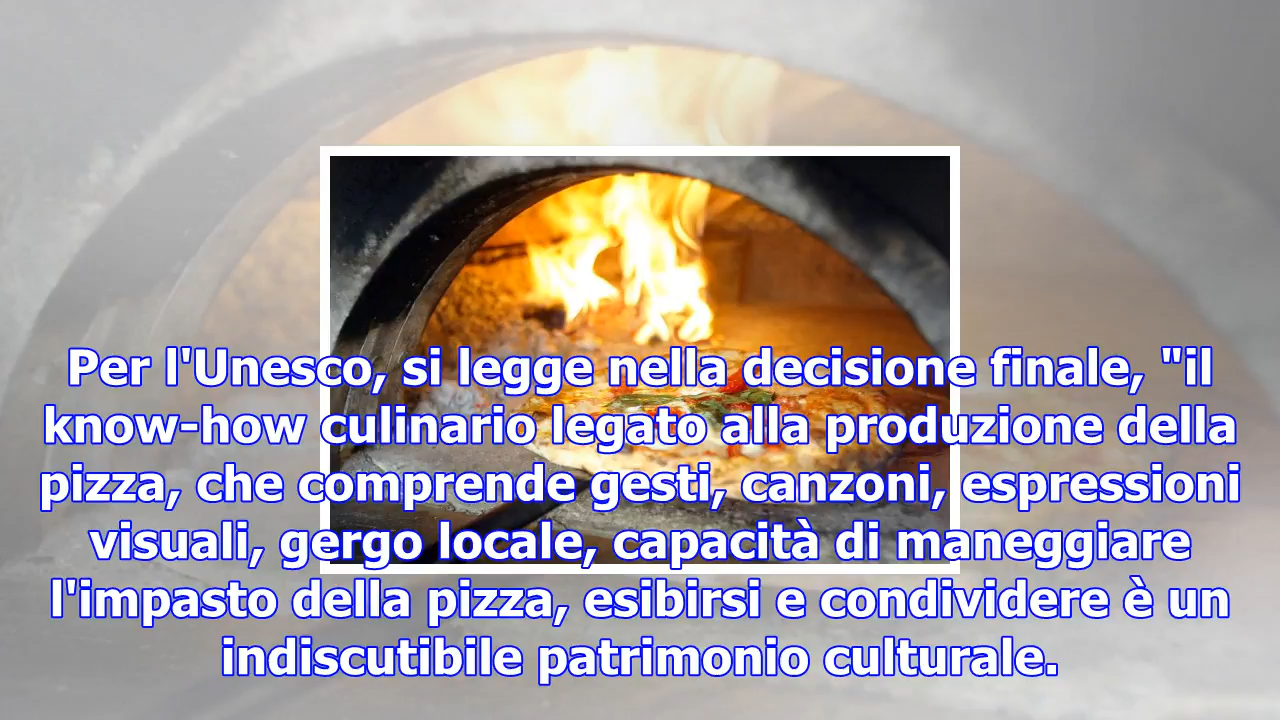 Per l'Unesco, si legge nella decisione finale, "il
know-how culinario legato alla produzione della
pizza, che comprende gesti, canzoni, espressioni
visuali, gergo locale, capacità di maneggiare
l'impasto della pizza, esibirsi e condividere è un
indiscutibile patrimonio culturale.